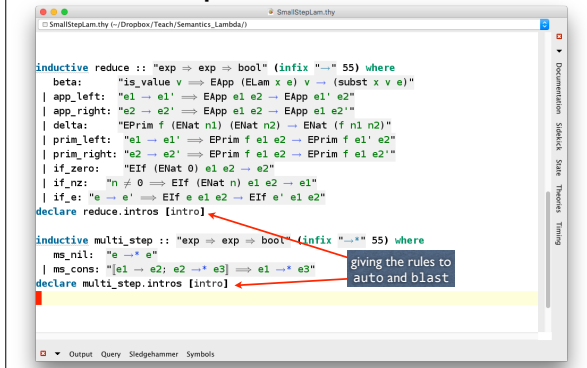 SmallStepLam.thy
SmallStepLam.thy (~/Dropbox/Teach/Semantics_Lambda/)
inductive reduce :: "exp ⇒ exp ⇒ bool" (infix "→" 55) where
beta: "is_value v ⟹ EApp (ELam x e) v → (subst x v e)"
| app_left: "e1 → e1' ⟹ EApp e1 e2 → EApp e1' e2"
| app_right: "e2 → e2' ⟹ EApp e1 e2 → EApp e1 e2'"
| delta: "EPrim f (ENat n1) (ENat n2) → ENat (f n1 n2)"
| prim_left: "e1 → e1' ⟹ EPrim f e1 e2 → EPrim f e1' e2"
| prim_right: "e2 → e2' ⟹ EPrim f e1 e2 → EPrim f e1 e2'"
| if_zero: "EIf (ENat 0) e1 e2 → e2"
| if_nz: "n ≠ 0 ⟹ EIf (ENat n) e1 e2 → e1"
| if_e: "e → e' ⟹ EIf e e1 e2 → EIf e' e1 e2"
declare reduce.intros [intro]
inductive multi_step :: "exp ⇒ exp ⇒ bool" (infix "→*" 55) where
ms_nil: "e →* e"
| ms_cons: "⟦e1 → e2; e2 →* e3⟧ ⟹ e1 →* e3"
declare multi_step.intros [intro]
giving the rules to
auto and blast
Documentation
Sidekick
State
Theories
Timing
Output Query Sledgehammer Symbols